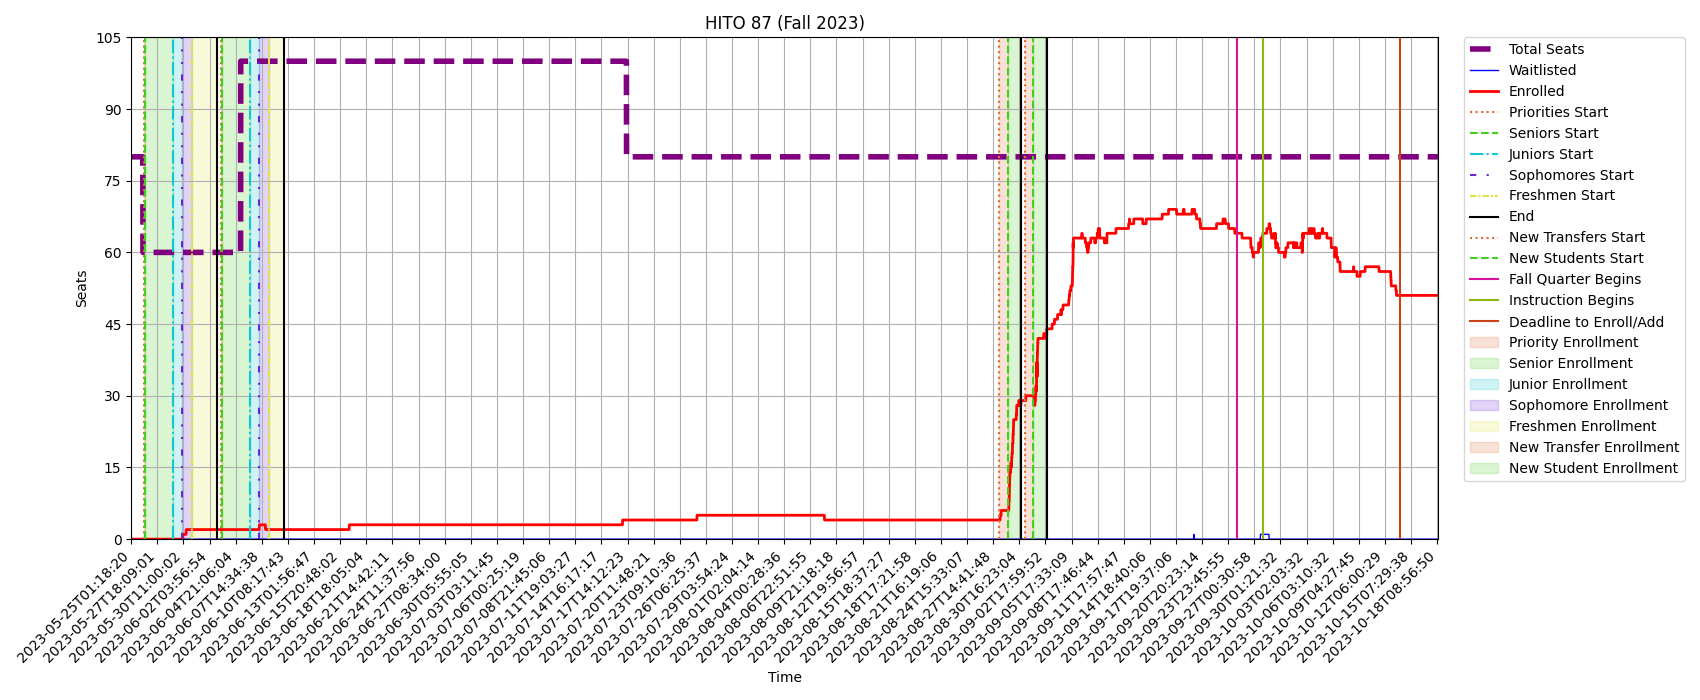 HITO 87 (Fall 2023)
105
90
75
60
45
30
15
0
Seats
2023-05-25T01:18:20
2023-05-27T18:09:01
2023-05-30T11:00:02
2023-06-02T03:56:54
2023-06-04T21:06:04
2023-06-07T14:34:38
2023-06-10T08:17:43
2023-06-13T01:56:47
2023-06-15T20:48:02
2023-06-18T18:05:04
2023-06-21T14:42:11
2023-06-24T11:37:56
2023-06-27T08:34:00
2023-06-30T05:55:05
2023-07-03T03:11:45
2023-07-06T00:25:19
2023-07-08T21:45:06
2023-07-11T19:03:27
2023-07-14T16:17:17
2023-07-17T14:12:23
2023-07-20T11:48:21
2023-07-23T09:10:36
2023-07-26T06:25:37
2023-07-29T03:54:24
2023-08-01T02:04:14
2023-08-04T00:28:36
2023-08-06T22:51:55
2023-08-09T21:18:18
2023-08-12T19:56:57
2023-08-15T18:37:27
2023-08-18T17:21:58
2023-08-21T16:19:06
2023-08-24T15:33:07
2023-08-27T14:41:48
2023-08-30T16:23:04
2023-09-02T17:59:52
2023-09-05T17:33:09
2023-09-08T17:46:44
2023-09-11T17:57:47
2023-09-14T18:40:06
2023-09-17T19:37:06
2023-09-20T20:23:14
2023-09-23T23:45:55
2023-09-27T00:30:58
2023-09-30T01:21:32
2023-10-03T02:03:32
2023-10-06T03:10:32
2023-10-09T04:27:45
2023-10-12T06:00:29
2023-10-15T07:29:38
2023-10-18T08:56:50
Time
Total Seats
Waitlisted
Enrolled
Priorities Start
Seniors Start
Juniors Start
Sophomores Start
Freshmen Start
End
New Transfers Start
New Students Start
Fall Quarter Begins
Instruction Begins
Deadline to Enroll/Add
Priority Enrollment
Senior Enrollment
Junior Enrollment
Sophomore Enrollment
Freshmen Enrollment
New Transfer Enrollment
New Student Enrollment